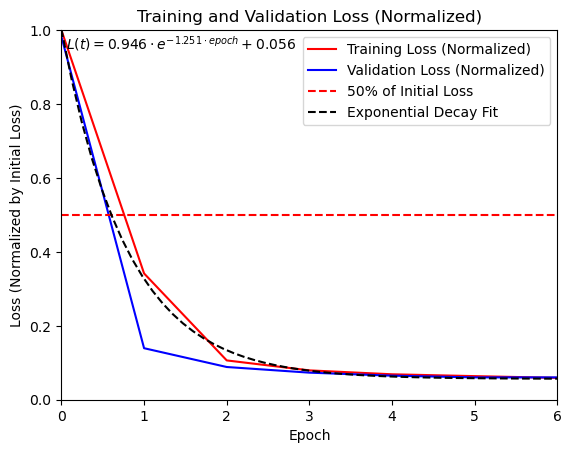 Training and Validation Loss (Normalized)
L(t) = 0.946 · e^{-1.251 · epoch} + 0.056
Training Loss (Normalized)
Validation Loss (Normalized)
50% of Initial Loss
Exponential Decay Fit
Loss (Normalized by Initial Loss)
1.0
0.8
0.6
0.4
0.2
0.0
0 1 2 3 4 5 6
Epoch